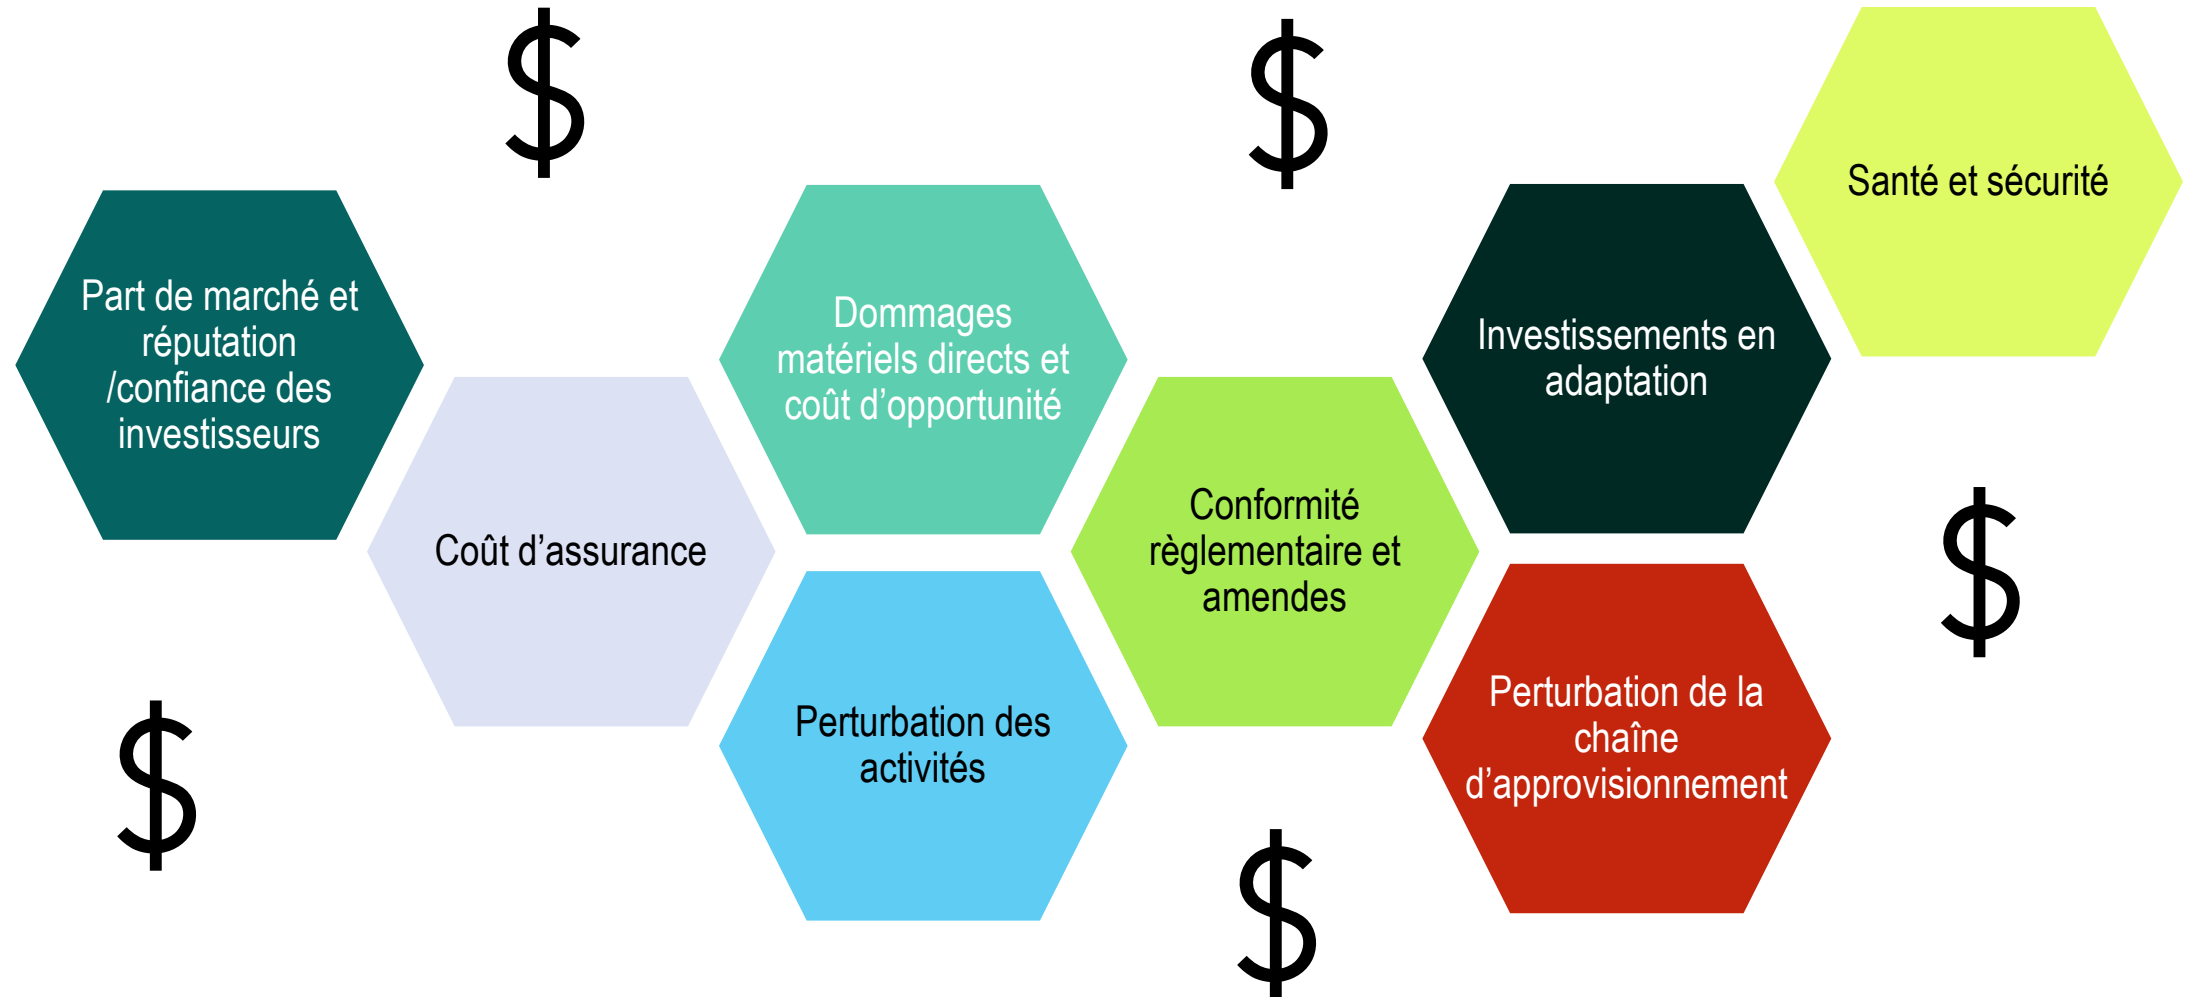 Part de marché et
réputation
/confiance des
investisseurs
Coût d’assurance
Dommages
matériels directs et
coût d’opportunité
Perturbation des
activités
Conformité
règlementaire et
amendes
Investissements en
adaptation
Perturbation de la
chaîne
d’approvisionnement
Santé et sécurité
$
$
$
$
$